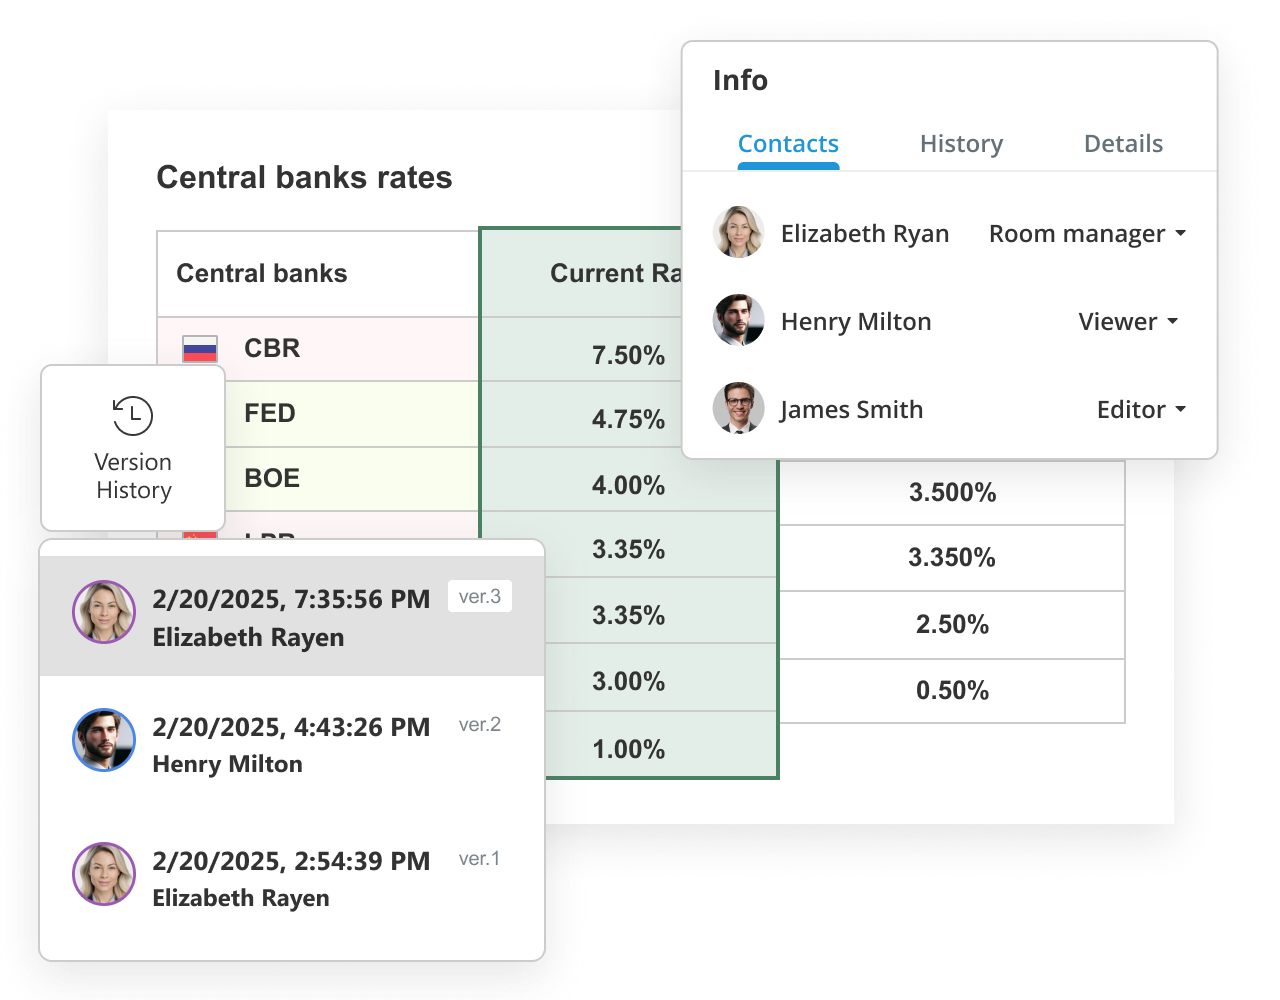 Info
Contacts History Details
Elizabeth Ryan Room manager
Henry Milton Viewer
James Smith Editor
Central banks rates
Central banks Current Ra
CBR 7.50%
FED 4.75%
BOE 4.00% 3.500%
3.35% 3.350%
3.35% 2.50%
3.00% 0.50%
1.00%
Version
History
2/20/2025, 7:35:56 PM ver.3
Elizabeth Rayen
2/20/2025, 4:43:26 PM ver.2
Henry Milton
2/20/2025, 2:54:39 PM ver.1
Elizabeth Rayen